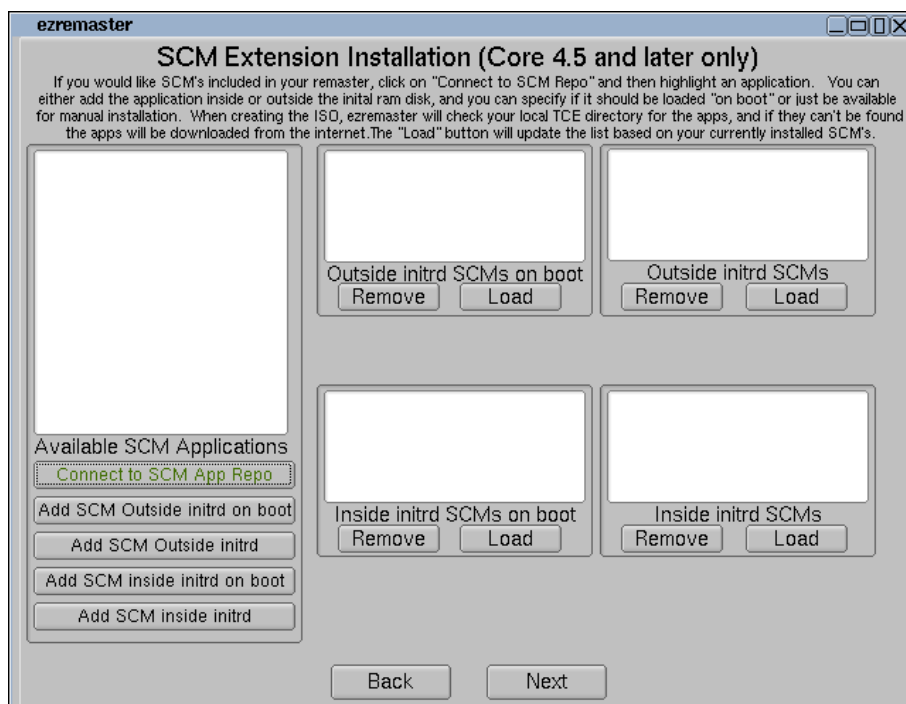 ezremaster
SCM Extension Installation (Core 4.5 and later only)
If you would like SCM's included in your remaster, click on "Connect to SCM Repo" and then highlight an application. You can
either add the application inside or outside the inital ram disk, and you can specify if it should be loaded "on boot" or just be available
for manual installation. When creating the ISO, ezremaster will check your local TCE directory for the apps, and if they can't be found
the apps will be downloaded from the internet.The "Load" button will update the list based on your currently installed SCM's.
Available SCM Applications
Connect to SCM App Repo
Add SCM Outside initrd on boot
Add SCM Outside initrd
Add SCM inside initrd on boot
Add SCM inside initrd
Outside initrd SCMs on boot
Remove Load
Outside initrd SCMs
Remove Load
Inside initrd SCMs on boot
Remove Load
Inside initrd SCMs
Remove Load
Back Next